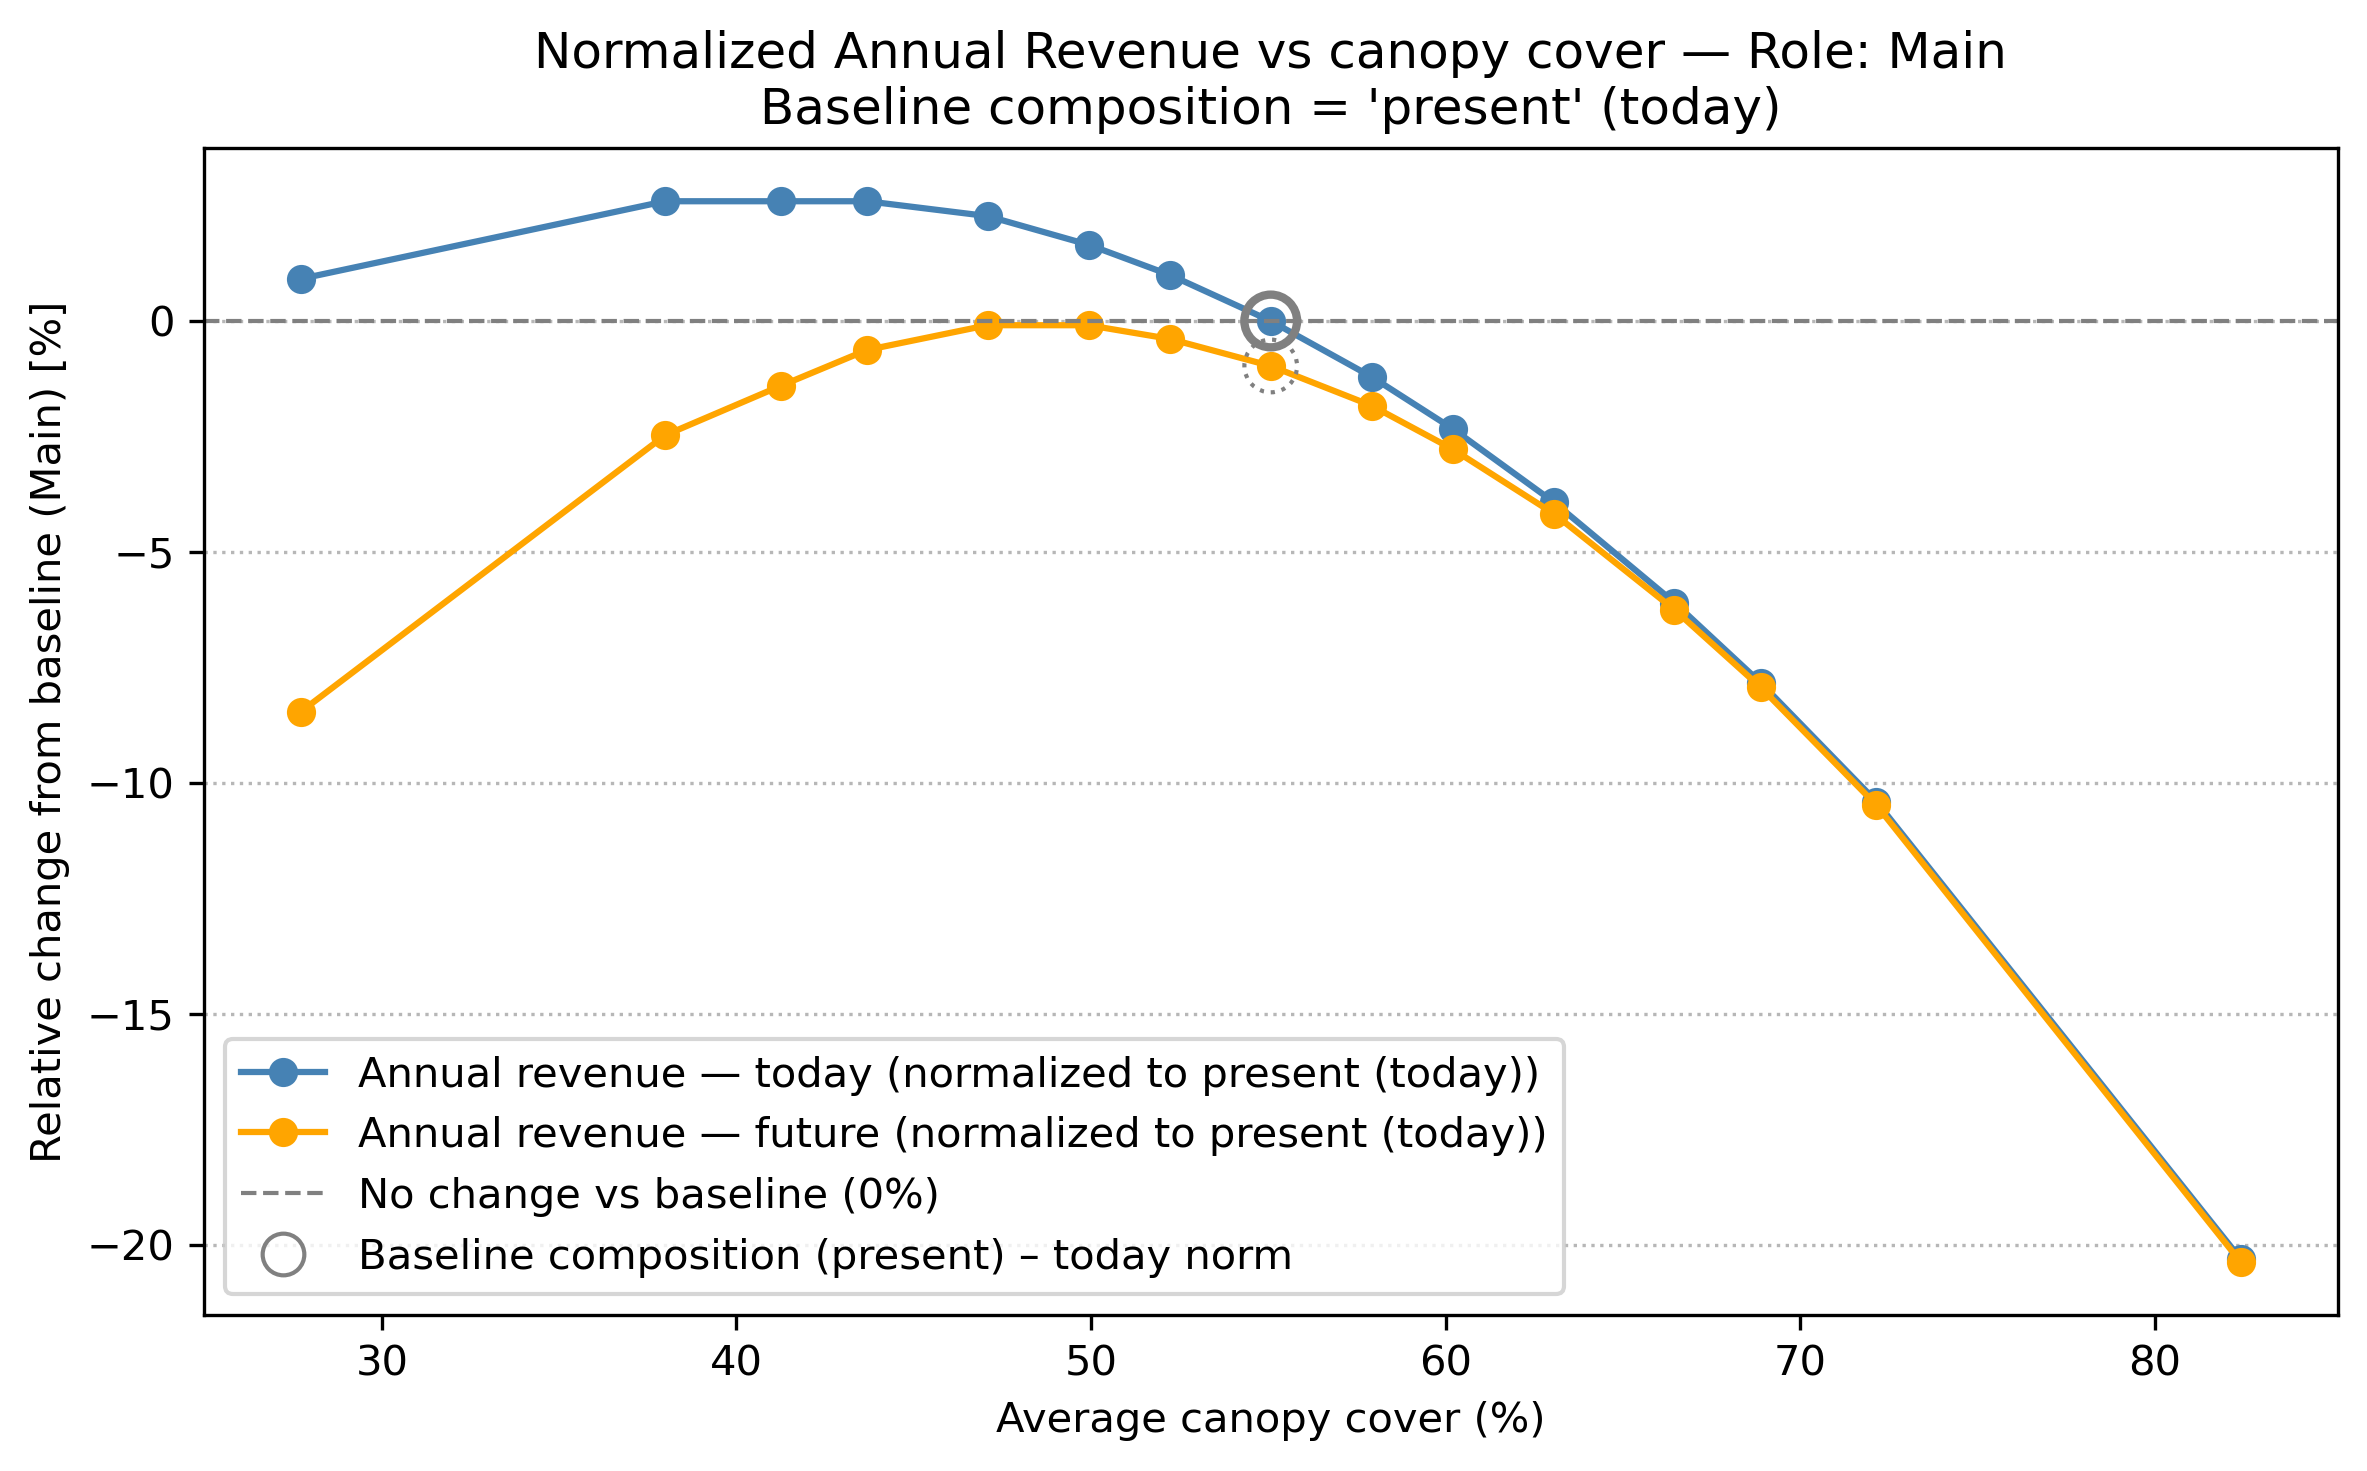 Normalized Annual Revenue vs canopy cover — Role: Main
Baseline composition = 'present' (today)
Relative change from baseline (Main) [%]
0
−5
−10
−15
−20
Annual revenue — today (normalized to present (today))
Annual revenue — future (normalized to present (today))
No change vs baseline (0%)
Baseline composition (present) – today norm
30 40 50 60 70 80
Average canopy cover (%)